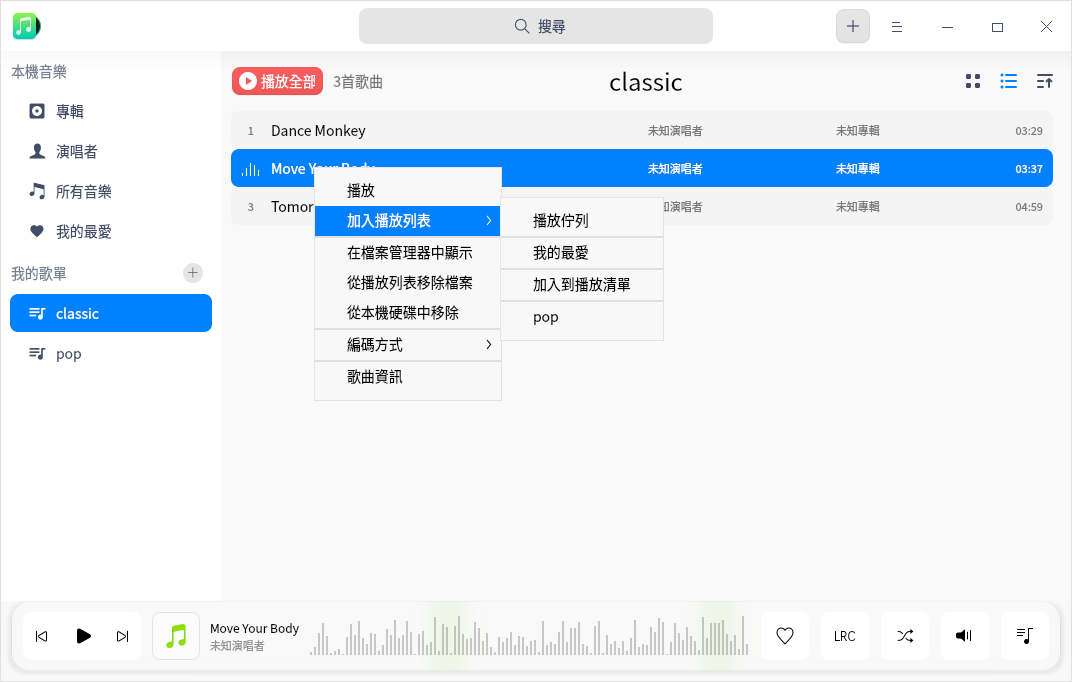 搜尋
本機音樂
專輯
演唱者
所有音樂
我的最愛
我的歌單
classic
pop
播放全部 3首歌曲
classic
1 Dance Monkey 未知演唱者 未知專輯 03:29
Move Your Body 未知演唱者 未知專輯 03:37
3 Tomor 知演唱者 未知專輯 04:59
播放
加入播放列表
在檔案管理器中顯示
從播放列表移除檔案
從本機硬碟中移除
編碼方式
歌曲資訊
播放佇列
我的最愛
加入到播放清單
pop
Move Your Body
未知演唱者
LRC